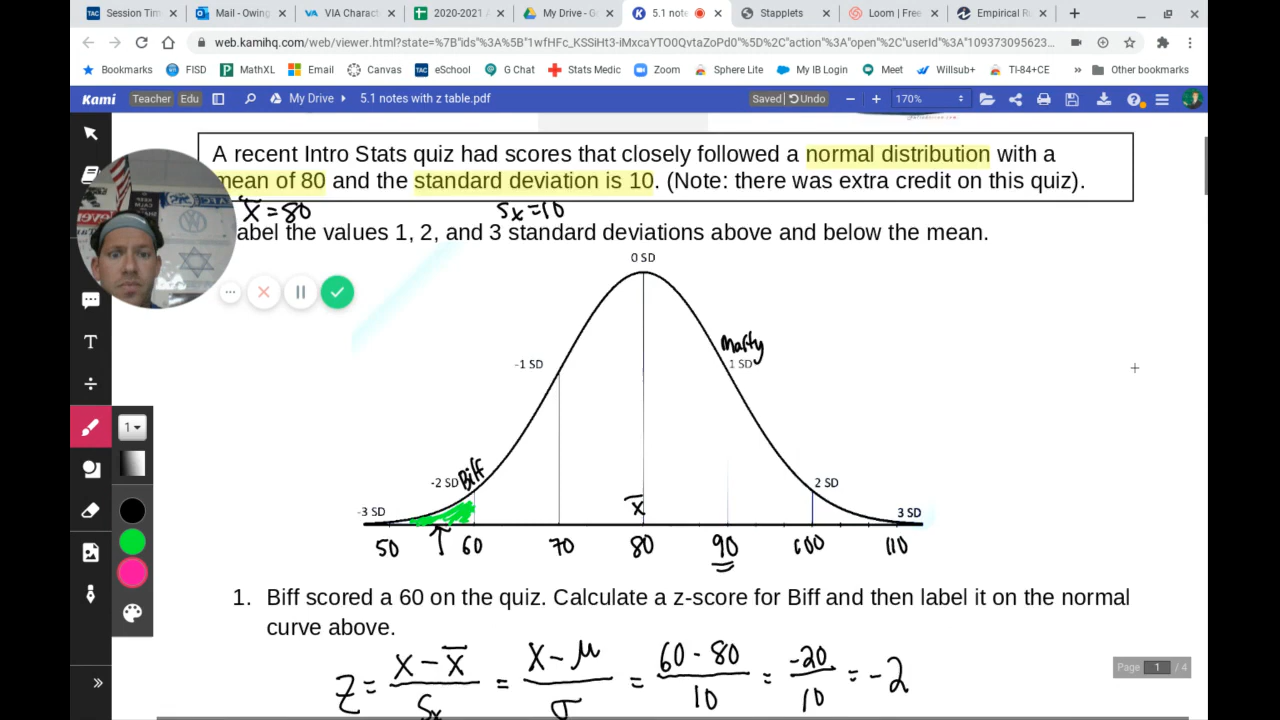 Session Tim
Mail - Owing
VIA Charact
2020-2021 A
My Drive - G
5.1 note
Stapplets
Loom | Free
Empirical Ru
web.kamihq.com/web/viewer.html?state=%7B"ids"%3A%5B"1wfHFc_KSSiHt3-iMxcaYTO0QvtaZoPd0"%5D%2C"action"%3A"open"%2C"userId"%3A"109373095623...
Bookmarks
FISD
MathXL
Email
Canvas
eSchool
G Chat
Stats Medic
Zoom
Sphere Lite
My IB Login
Meet
Willsub+
TI-84+CE
»
Other bookmarks
Kami
Teacher
Edu
My Drive
5.1 notes with z table.pdf
Saved
Undo
170%
A recent Intro Stats quiz had scores that closely followed a normal distribution with a
mean of 80 and the standard deviation is 10. (Note: there was extra credit on this quiz).
x̄ = 80
Sx = 10
abel the values 1, 2, and 3 standard deviations above and below the mean.
0 SD
Marty
-1 SD
1 SD
Biff
-2 SD
2 SD
x̄
-3 SD
3 SD
50 ↑ 60 70 80 90 100 110
1. Biff scored a 60 on the quiz. Calculate a z-score for Biff and then label it on the normal
curve above.
Z = (X - X̄)/Sx = (X - μ)/σ = (60 - 80)/10 = -20/10 = -2
Page 1 / 4
T
1